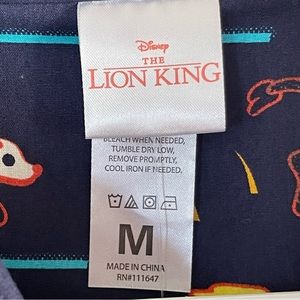 Disney
THE
LION KING
BLEACH WHEN NEEDED,
TUMBLE DRY LOW,
REMOVE PROMPTLY,
COOL IRON IF NEEDED.
M
MADE IN CHINA
RN#111647